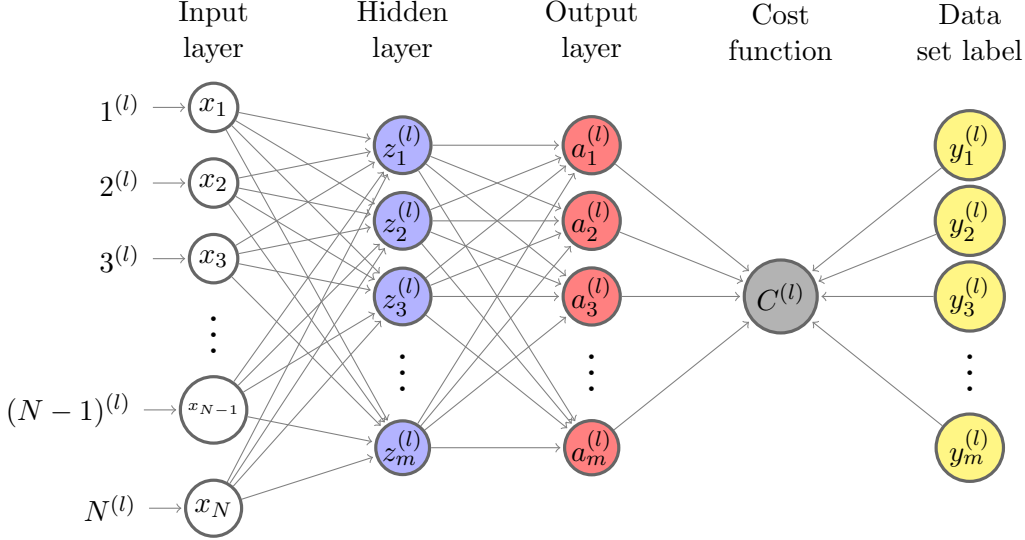 Input layer
Hidden layer
Output layer
Cost function
Data set label
1^{(l)}
x_1
2^{(l)}
x_2
3^{(l)}
x_3
⋮
(N − 1)^{(l)}
x_{N−1}
N^{(l)}
x_N
z_1^{(l)}
z_2^{(l)}
z_3^{(l)}
⋮
z_m^{(l)}
a_1^{(l)}
a_2^{(l)}
a_3^{(l)}
⋮
a_m^{(l)}
C^{(l)}
y_1^{(l)}
y_2^{(l)}
y_3^{(l)}
⋮
y_m^{(l)}